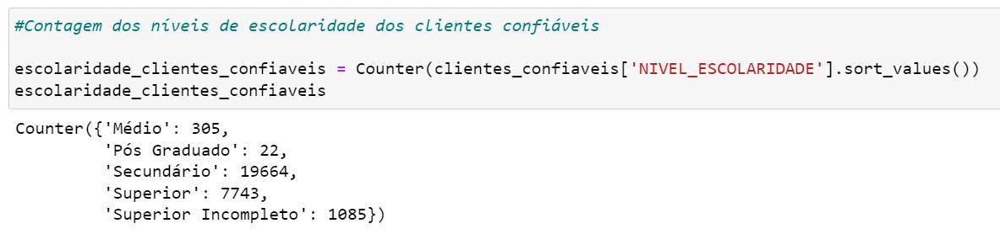 #Contagem dos níveis de escolaridade dos clientes confiáveis
escolaridade_clientes_confiaveis = Counter(clientes_confiaveis['NIVEL_ESCOLARIDADE'].sort_values())
escolaridade_clientes_confiaveis
Counter({'Médio': 305,
'Pós Graduado': 22,
'Secundário': 19664,
'Superior': 7743,
'Superior Incompleto': 1085})